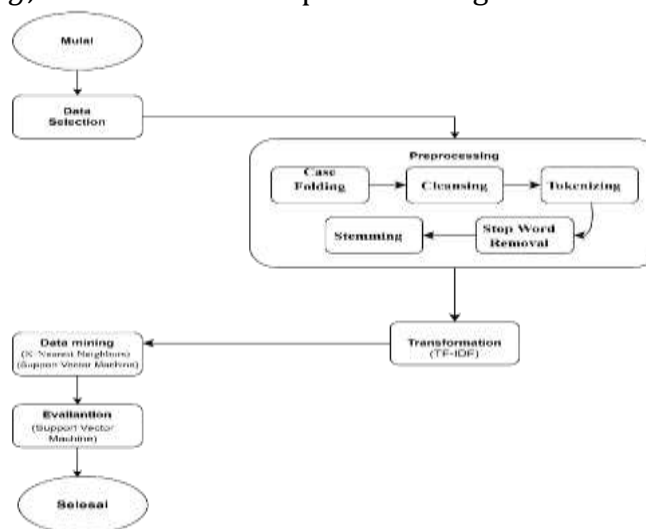 Mulai
Data
Selection
Preprocessing
Case
Folding
Cleansing
Tokenizing
Stemming
Stop Word
Removal
Transformation
(TF-IDF)
Data mining
(K-Nearest Neighbors)
(Support Vector Machine)
Evaluantion
(Support Vector
Machine)
Selesai